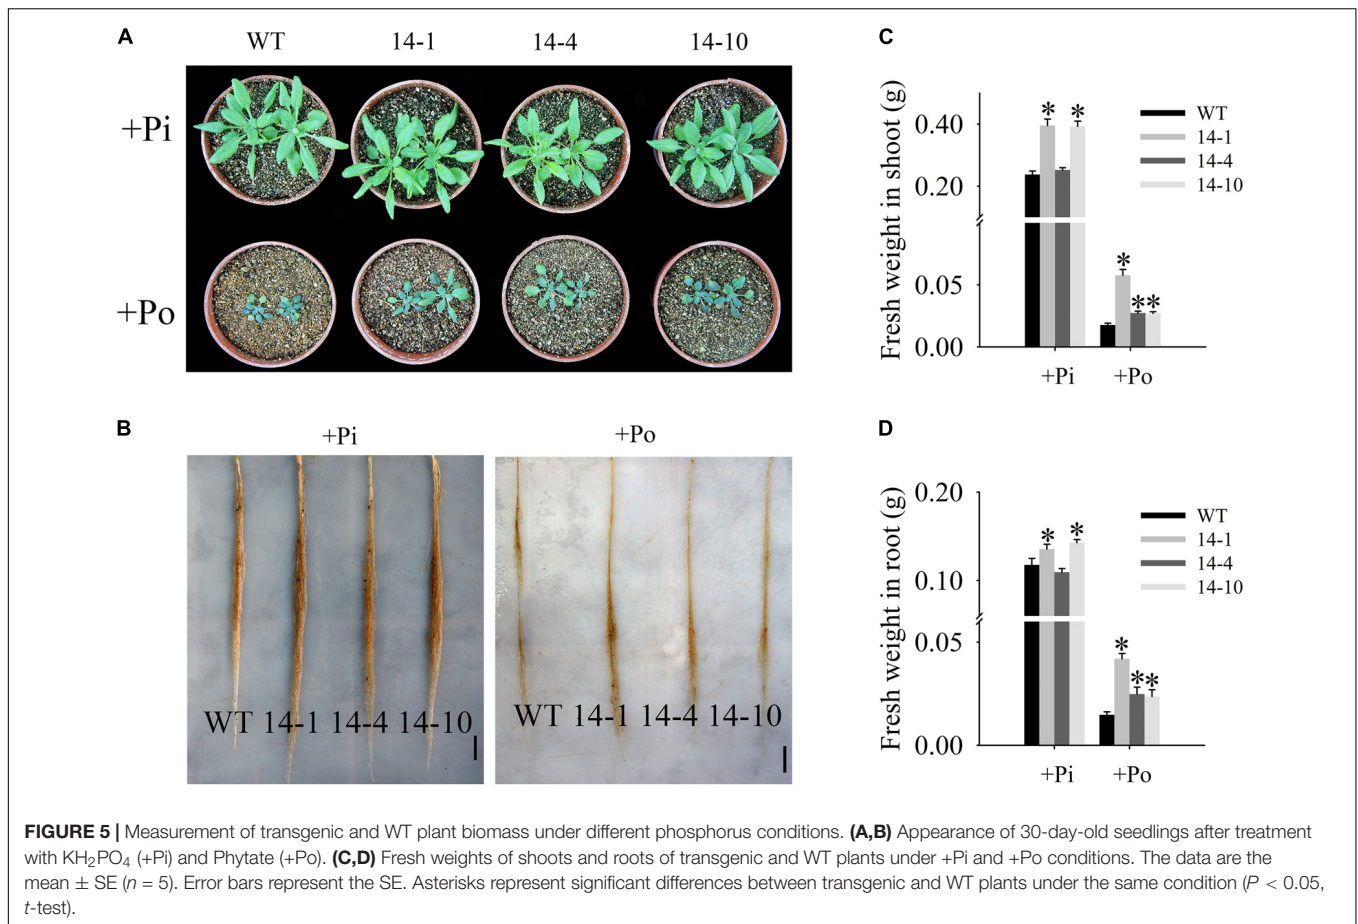 A
WT 14-1 14-4 14-10
+Pi
+Po
B
+Pi +Po
WT 14-1 14-4 14-10
WT 14-1 14-4 14-10
C
Fresh weight in shoot (g)
0.40
0.20
0.05
0.00
* * * * *
+Pi +Po
WT
14-1
14-4
14-10
D
Fresh weight in root (g)
0.20
0.10
0.05
0.00
* * * * *
+Pi +Po
WT
14-1
14-4
14-10
FIGURE 5 | Measurement of transgenic and WT plant biomass under different phosphorus conditions. (A,B) Appearance of 30-day-old seedlings after treatment
with KH₂PO₄ (+Pi) and Phytate (+Po). (C,D) Fresh weights of shoots and roots of transgenic and WT plants under +Pi and +Po conditions. The data are the
mean ± SE (n = 5). Error bars represent the SE. Asterisks represent significant differences between transgenic and WT plants under the same condition (P < 0.05,
t-test).